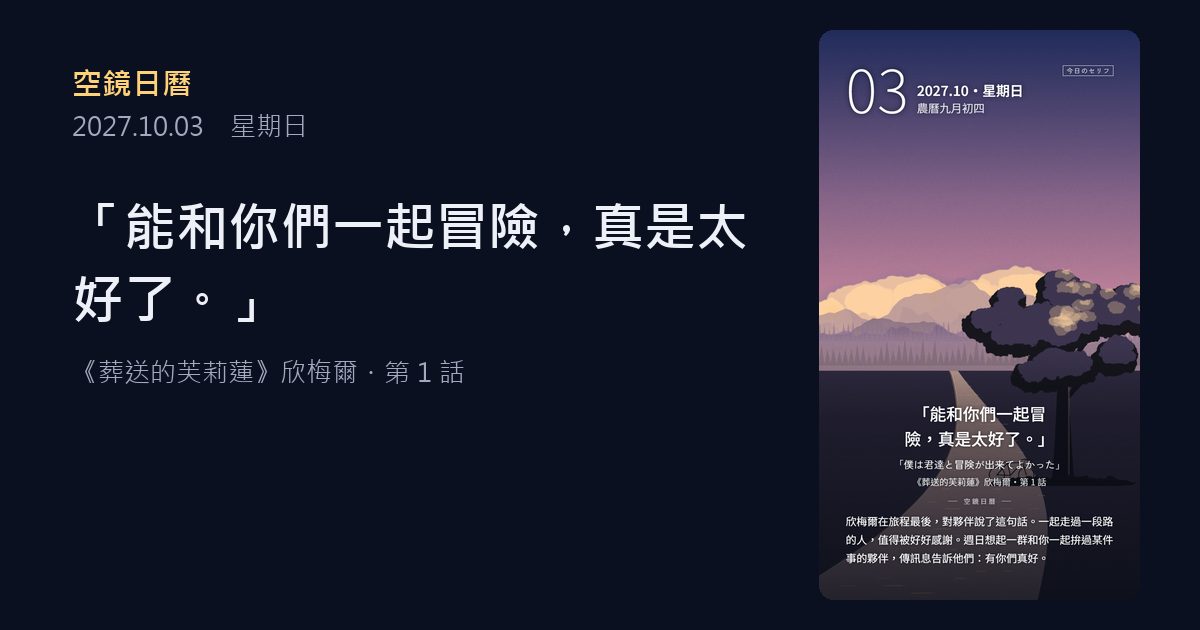 空鏡日曆
2027.10.03 星期日
「能和你們一起冒險，真是太
好了。」
《葬送的芙莉蓮》欣梅爾・第 1 話
03
2027.10・星期日
農曆九月初四
今日のセリフ
「能和你們一起冒
險，真是太好了。」
「僕は君達と冒険が出来てよかった」
《葬送的芙莉蓮》欣梅爾・第 1 話
— 空鏡日曆 —
欣梅爾在旅程最後，對夥伴說了這句話。一起走過一段路
的人，值得被好好感謝。週日想起一群和你一起拚過某件
事的夥伴，傳訊息告訴他們：有你們真好。